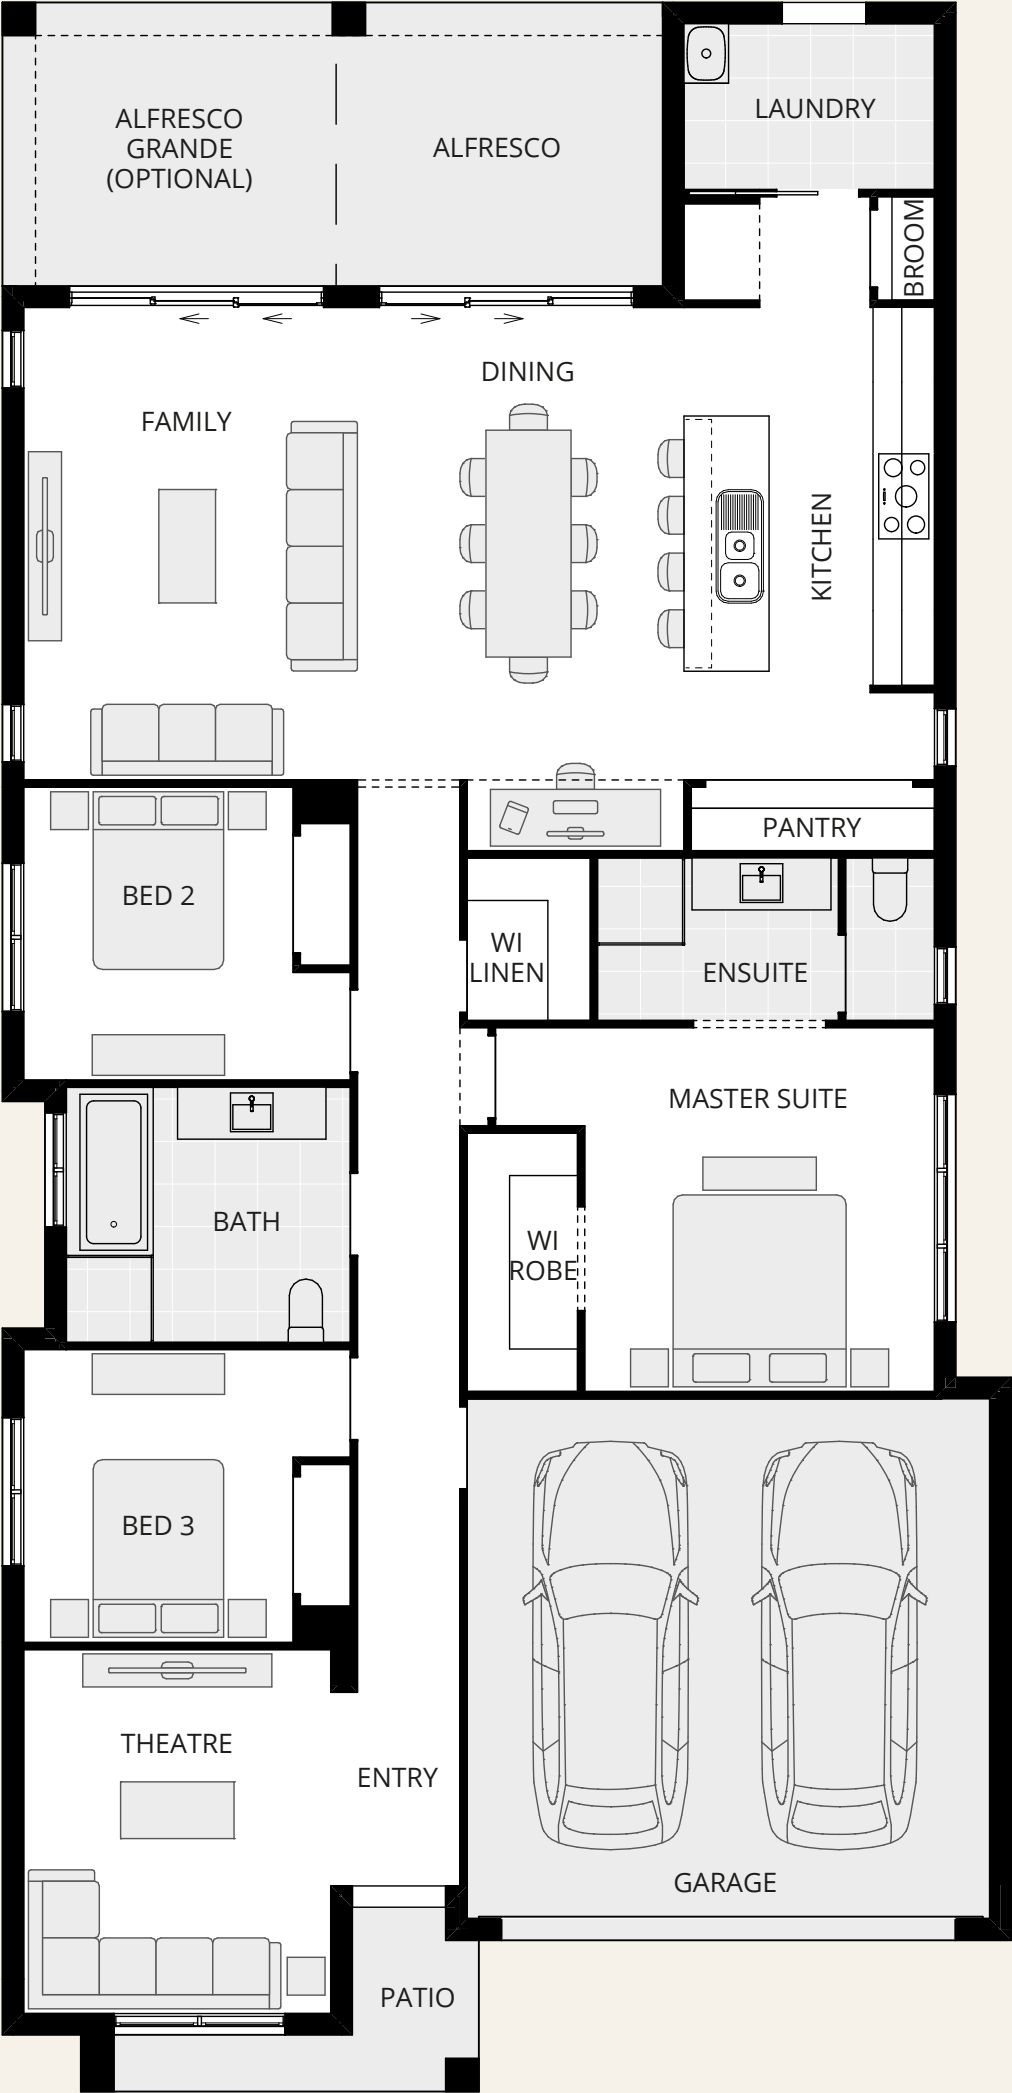 ALFRESCO
GRANDE
(OPTIONAL)
ALFRESCO
LAUNDRY
BROOM
DINING
FAMILY
KITCHEN
PANTRY
BED 2
WI
LINEN
ENSUITE
MASTER SUITE
BATH
WI
ROBE
BED 3
THEATRE
ENTRY
GARAGE
PATIO